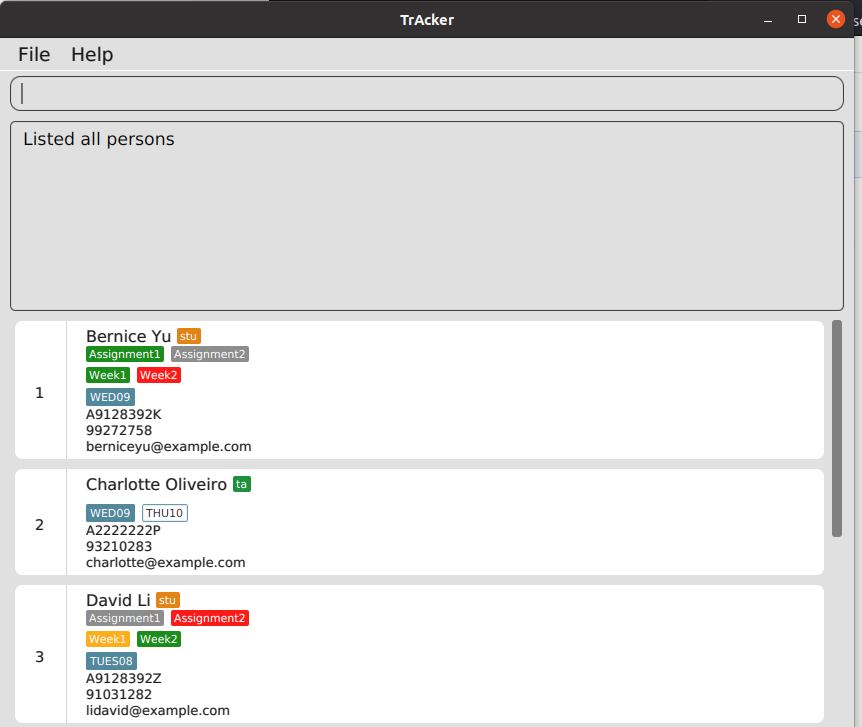 TrAcker
File Help
Listed all persons
Bernice Yu stu
Assignment1 Assignment2
Week1 Week2
1
WED09
A9128392K
99272758
berniceyu@example.com
Charlotte Oliveiro ta
WED09 THU10
2
A2222222P
93210283
charlotte@example.com
David Li stu
Assignment1 Assignment2
Week1 Week2
3
TUES08
A9128392Z
91031282
lidavid@example.com